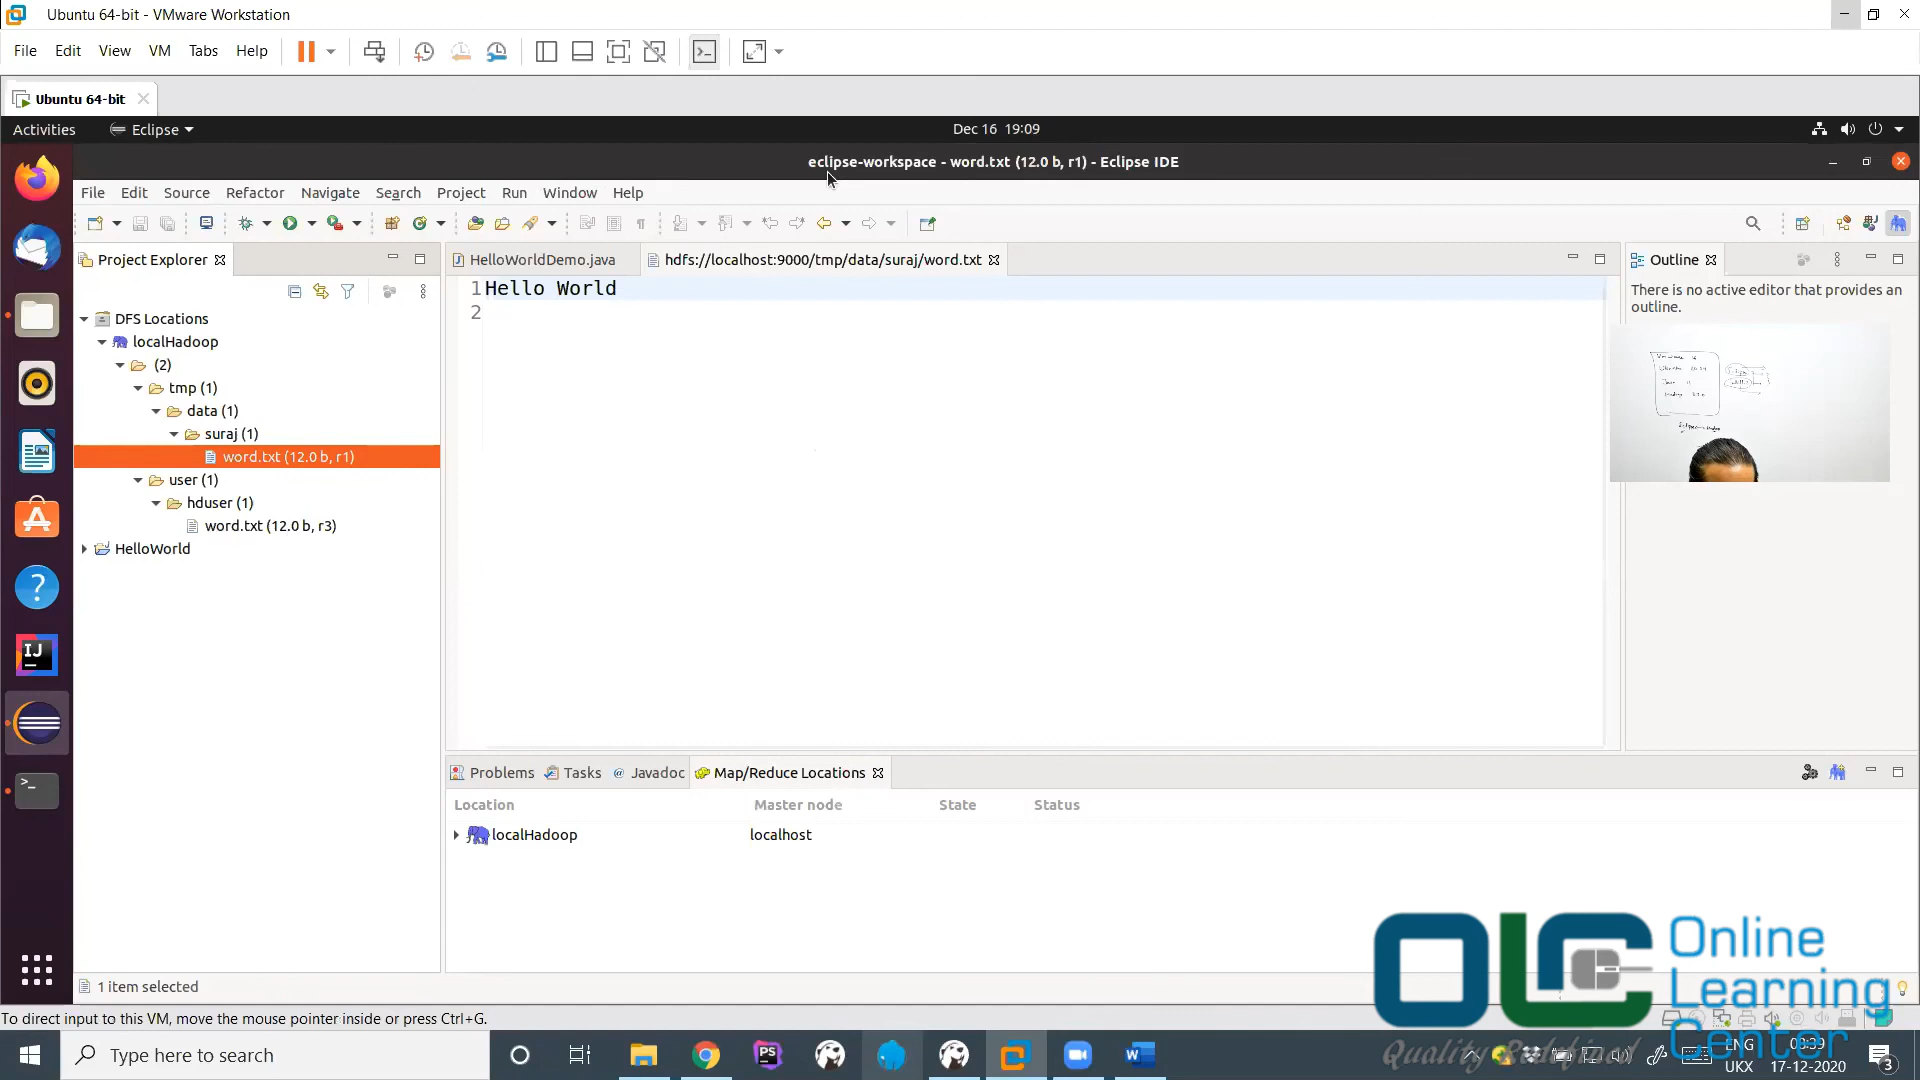 Ubuntu 64-bit - VMware Workstation
File Edit View VM Tabs Help
Ubuntu 64-bit
Activities Eclipse Dec 16 19:09
eclipse-workspace - word.txt (12.0 b, r1) - Eclipse IDE
File Edit Source Refactor Navigate Search Project Run Window Help
Project Explorer
HelloWorldDemo.java hdfs://localhost:9000/tmp/data/suraj/word.txt
Outline
1 Hello World
2
There is no active editor that provides an
outline.
DFS Locations
localHadoop
(2)
tmp (1)
data (1)
suraj (1)
word.txt (12.0 b, r1)
user (1)
hduser (1)
word.txt (12.0 b, r3)
HelloWorld
Problems Tasks @ Javadoc Map/Reduce Locations
Location Master node State Status
localHadoop localhost
1 item selected
To direct input to this VM, move the mouse pointer inside or press Ctrl+G.
OLC Online
Learning
Center
Quality
Type here to search
PS
IJ
W
ENG
UKX 17-12-2020
3